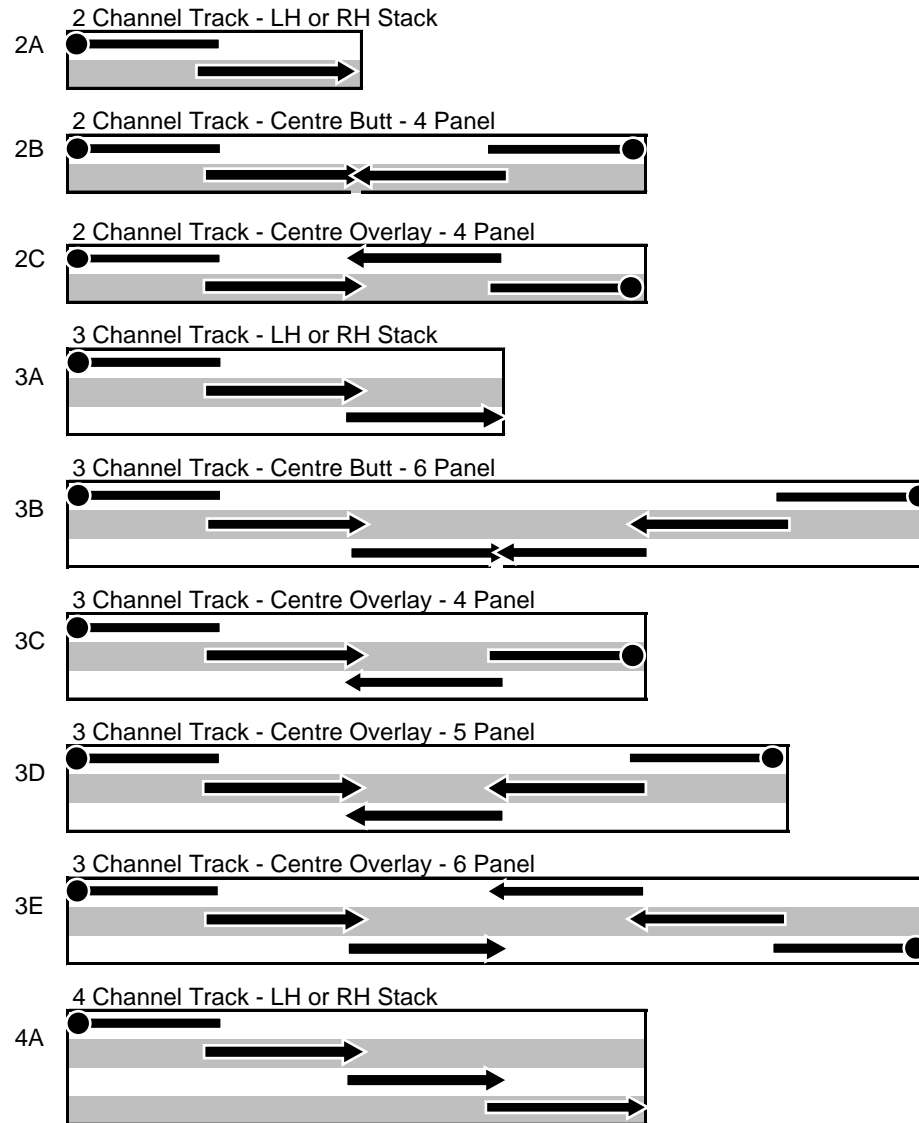 2 Channel Track - LH or RH Stack
2A
2 Channel Track - Centre Butt - 4 Panel
2B
2 Channel Track - Centre Overlay - 4 Panel
2C
3 Channel Track - LH or RH Stack
3A
3 Channel Track - Centre Butt - 6 Panel
3B
3 Channel Track - Centre Overlay - 4 Panel
3C
3 Channel Track - Centre Overlay - 5 Panel
3D
3 Channel Track - Centre Overlay - 6 Panel
3E
4 Channel Track - LH or RH Stack
4A